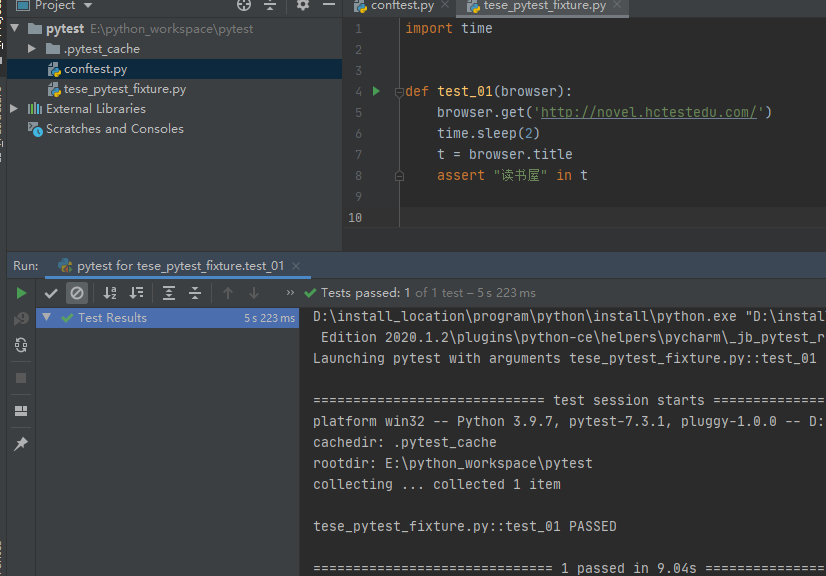 Project
conftest.py
tese_pytest_fixture.py
pytest E:\python_workspace\pytest
.pytest_cache
conftest.py
tese_pytest_fixture.py
External Libraries
Scratches and Consoles
1 import time
2
3
4 def test_01(browser):
5 browser.get('http://novel.hctestedu.com/')
6 time.sleep(2)
7 t = browser.title
8 assert "读书屋" in t
9
10
Run: pytest for tese_pytest_fixture.test_01
Tests passed: 1 of 1 test – 5 s 223 ms
Test Results 5 s 223 ms
D:\install_location\program\python\install\python.exe "D:\instal
Edition 2020.1.2\plugins\python-ce\helpers\pycharm\_jb_pytest_r
Launching pytest with arguments tese_pytest_fixture.py::test_01
============================ test session starts ==============
platform win32 -- Python 3.9.7, pytest-7.3.1, pluggy-1.0.0 -- D:
cachedir: .pytest_cache
rootdir: E:\python_workspace\pytest
collecting ... collected 1 item
tese_pytest_fixture.py::test_01 PASSED
============================= 1 passed in 9.04s ===============